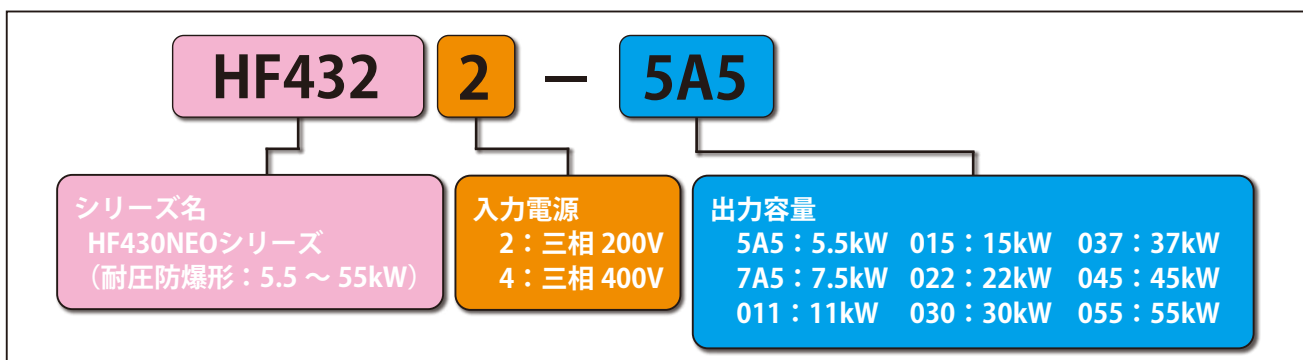 HF432 2 － 5A5
シリーズ名
HF430NEOシリーズ
（耐圧防爆形：5.5 ～ 55kW）
入力電源
2：三相 200V
4：三相 400V
出力容量
5A5：5.5kW 015：15kW 037：37kW
7A5：7.5kW 022：22kW 045：45kW
011：11kW 030：30kW 055：55kW